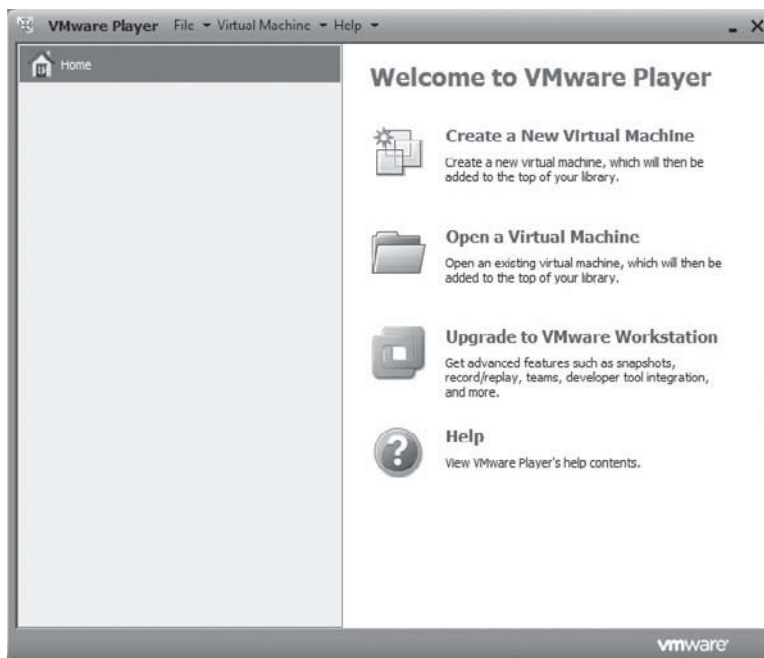 VMware Player File Virtual Machine Help
Home
Welcome to VMware Player
Create a New Virtual Machine
Create a new virtual machine, which will then be
added to the top of your library.
Open a Virtual Machine
Open an existing virtual machine, which will then be
added to the top of your library.
Upgrade to VMware Workstation
Get advanced features such as snapshots,
record/replay, teams, developer tool integration,
and more.
Help
View VMware Player's help contents.
vmware